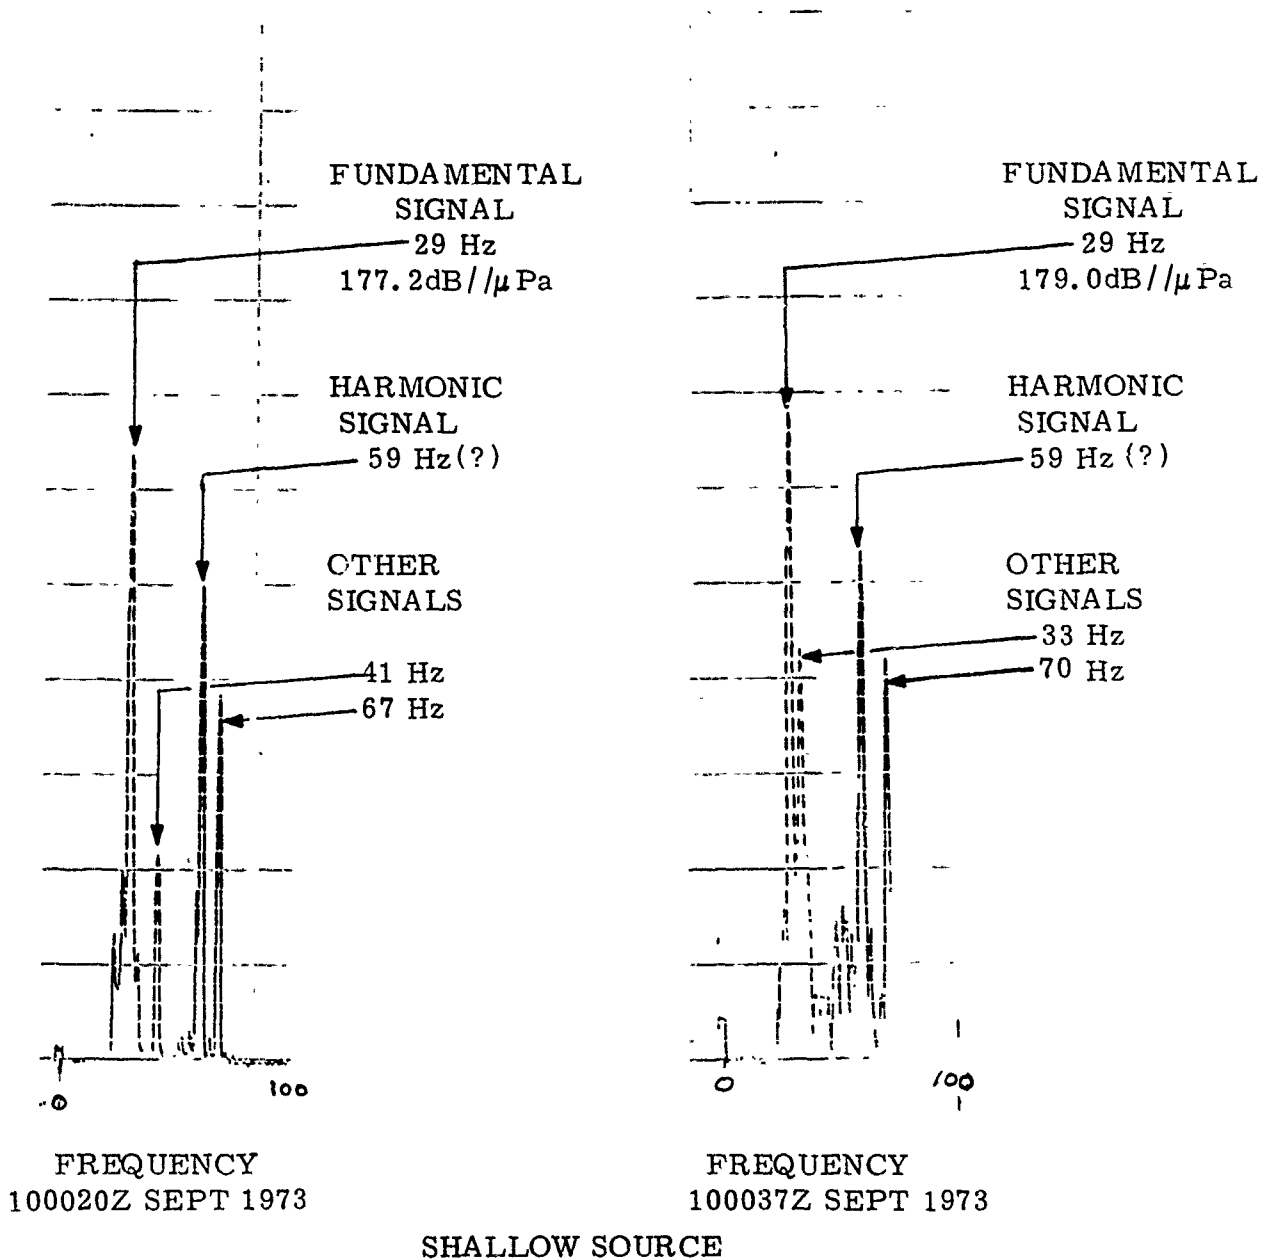 FUNDAMENTAL
SIGNAL
29 Hz
177.2dB//μPa
HARMONIC
SIGNAL
59 Hz(?)
OTHER
SIGNALS
41 Hz
67 Hz
0
100
FREQUENCY
100020Z SEPT 1973
FUNDAMENTAL
SIGNAL
29 Hz
179.0dB//μPa
HARMONIC
SIGNAL
59 Hz (?)
OTHER
SIGNALS
33 Hz
70 Hz
0
100
FREQUENCY
100037Z SEPT 1973
SHALLOW SOURCE